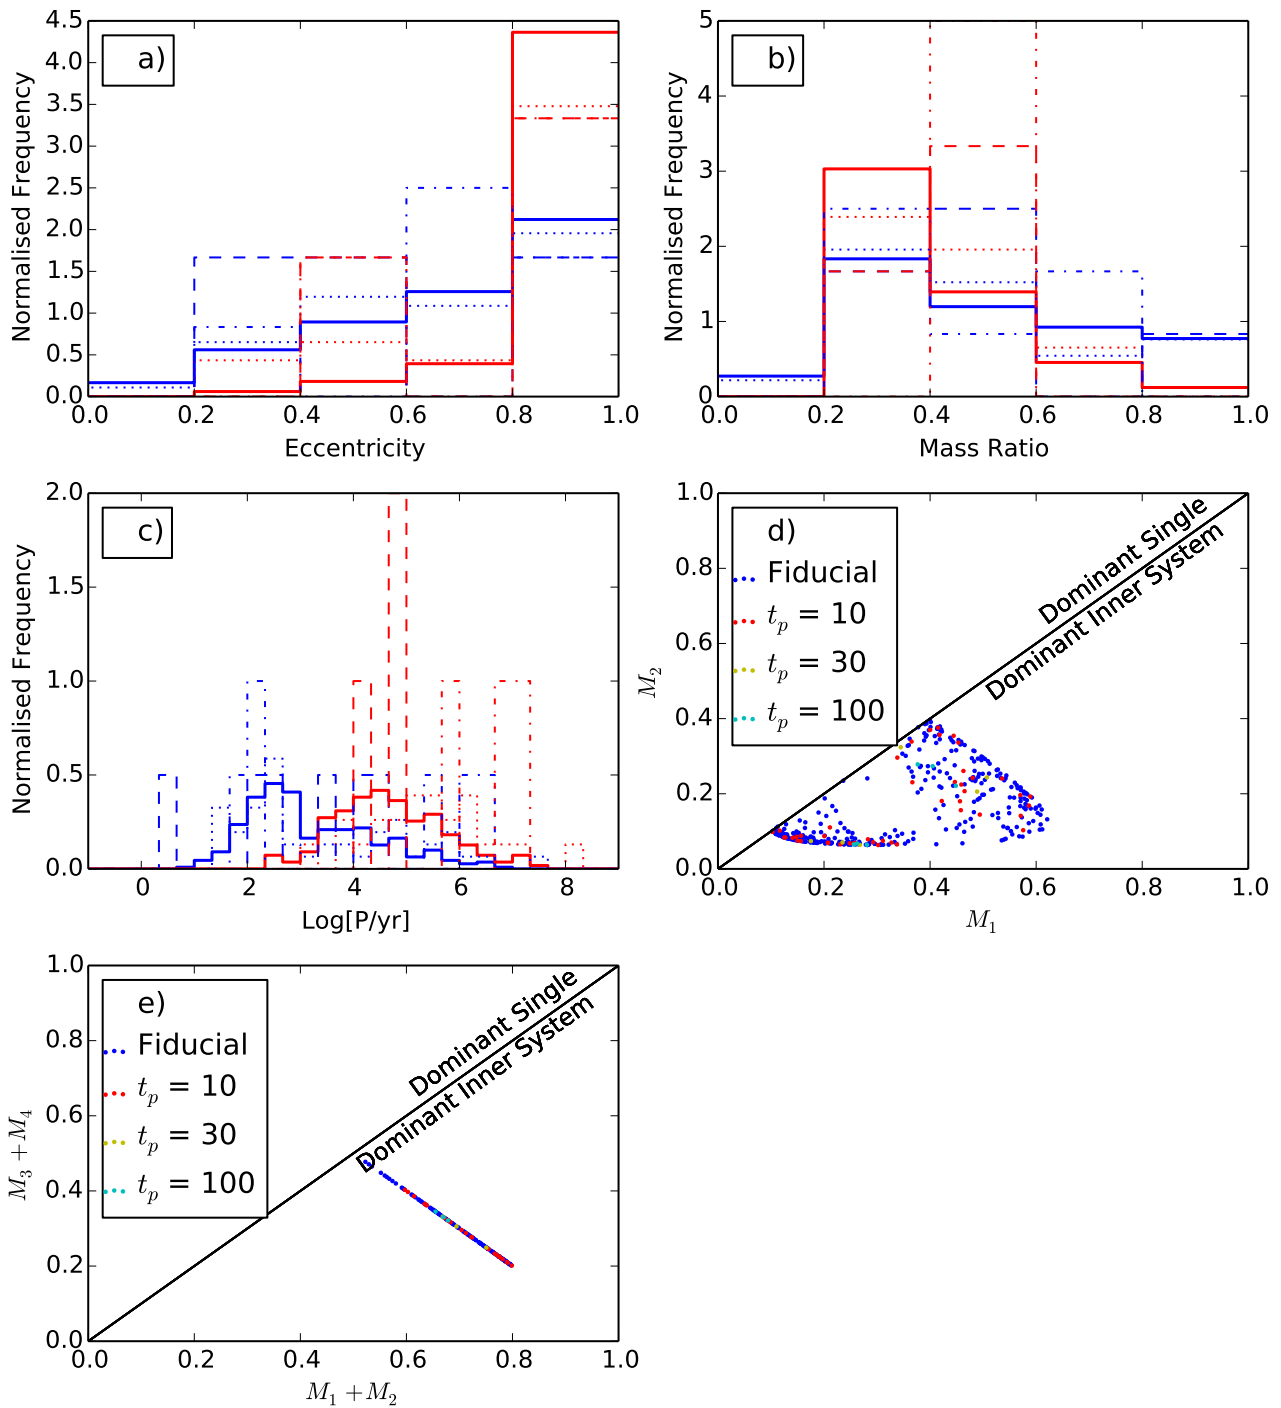 a)
4.5
4.0
3.5
3.0
2.5
2.0
1.5
1.0
0.5
0.0
Normalised Frequency
0.0 0.2 0.4 0.6 0.8 1.0
Eccentricity
b)
5
4
3
2
1
0
Normalised Frequency
0.0 0.2 0.4 0.6 0.8 1.0
Mass Ratio
c)
2.0
1.5
1.0
0.5
0.0
Normalised Frequency
0 2 4 6 8
Log[P/yr]
d)
Fiducial
t_p = 10
t_p = 30
t_p = 100
Dominant Single
Dominant Inner System
1.0
0.8
0.6
0.4
0.2
0.0
M_2
0.0 0.2 0.4 0.6 0.8 1.0
M_1
e)
Fiducial
t_p = 10
t_p = 30
t_p = 100
Dominant Single
Dominant Inner System
1.0
0.8
0.6
0.4
0.2
0.0
M_3 + M_4
0.0 0.2 0.4 0.6 0.8 1.0
M_1 + M_2